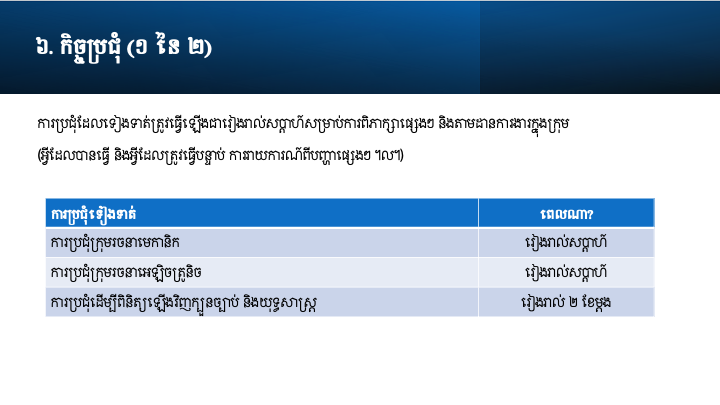 ៦. កិច្ចប្រជុំ (១ នៃ ២)
ការប្រជុំដែលទៀងទាត់ត្រូវធ្វើឡើងជារៀងរាល់សប្តាហ៍សម្រាប់ការពិភាក្សាផ្សេងៗ និងតាមដានការងារក្នុងក្រុម
(អ្វីដែលបានធ្វើ និងអ្វីដែលត្រូវធ្វើបន្ទាប់ ការរាយការណ៍ពីបញ្ហាផ្សេងៗ ។ល។)
ការប្រជុំទៀងទាត់ ពេលណា?
ការប្រជុំក្រុមរចនាមេកានិក រៀងរាល់សប្តាហ៍
ការប្រជុំក្រុមរចនាអេឡិចត្រូនិច រៀងរាល់សប្តាហ៍
ការប្រជុំដើម្បីពិនិត្យឡើងវិញក្បួនច្បាប់ និងយុទ្ធសាស្ត្រ រៀងរាល់ ២ ខែម្តង